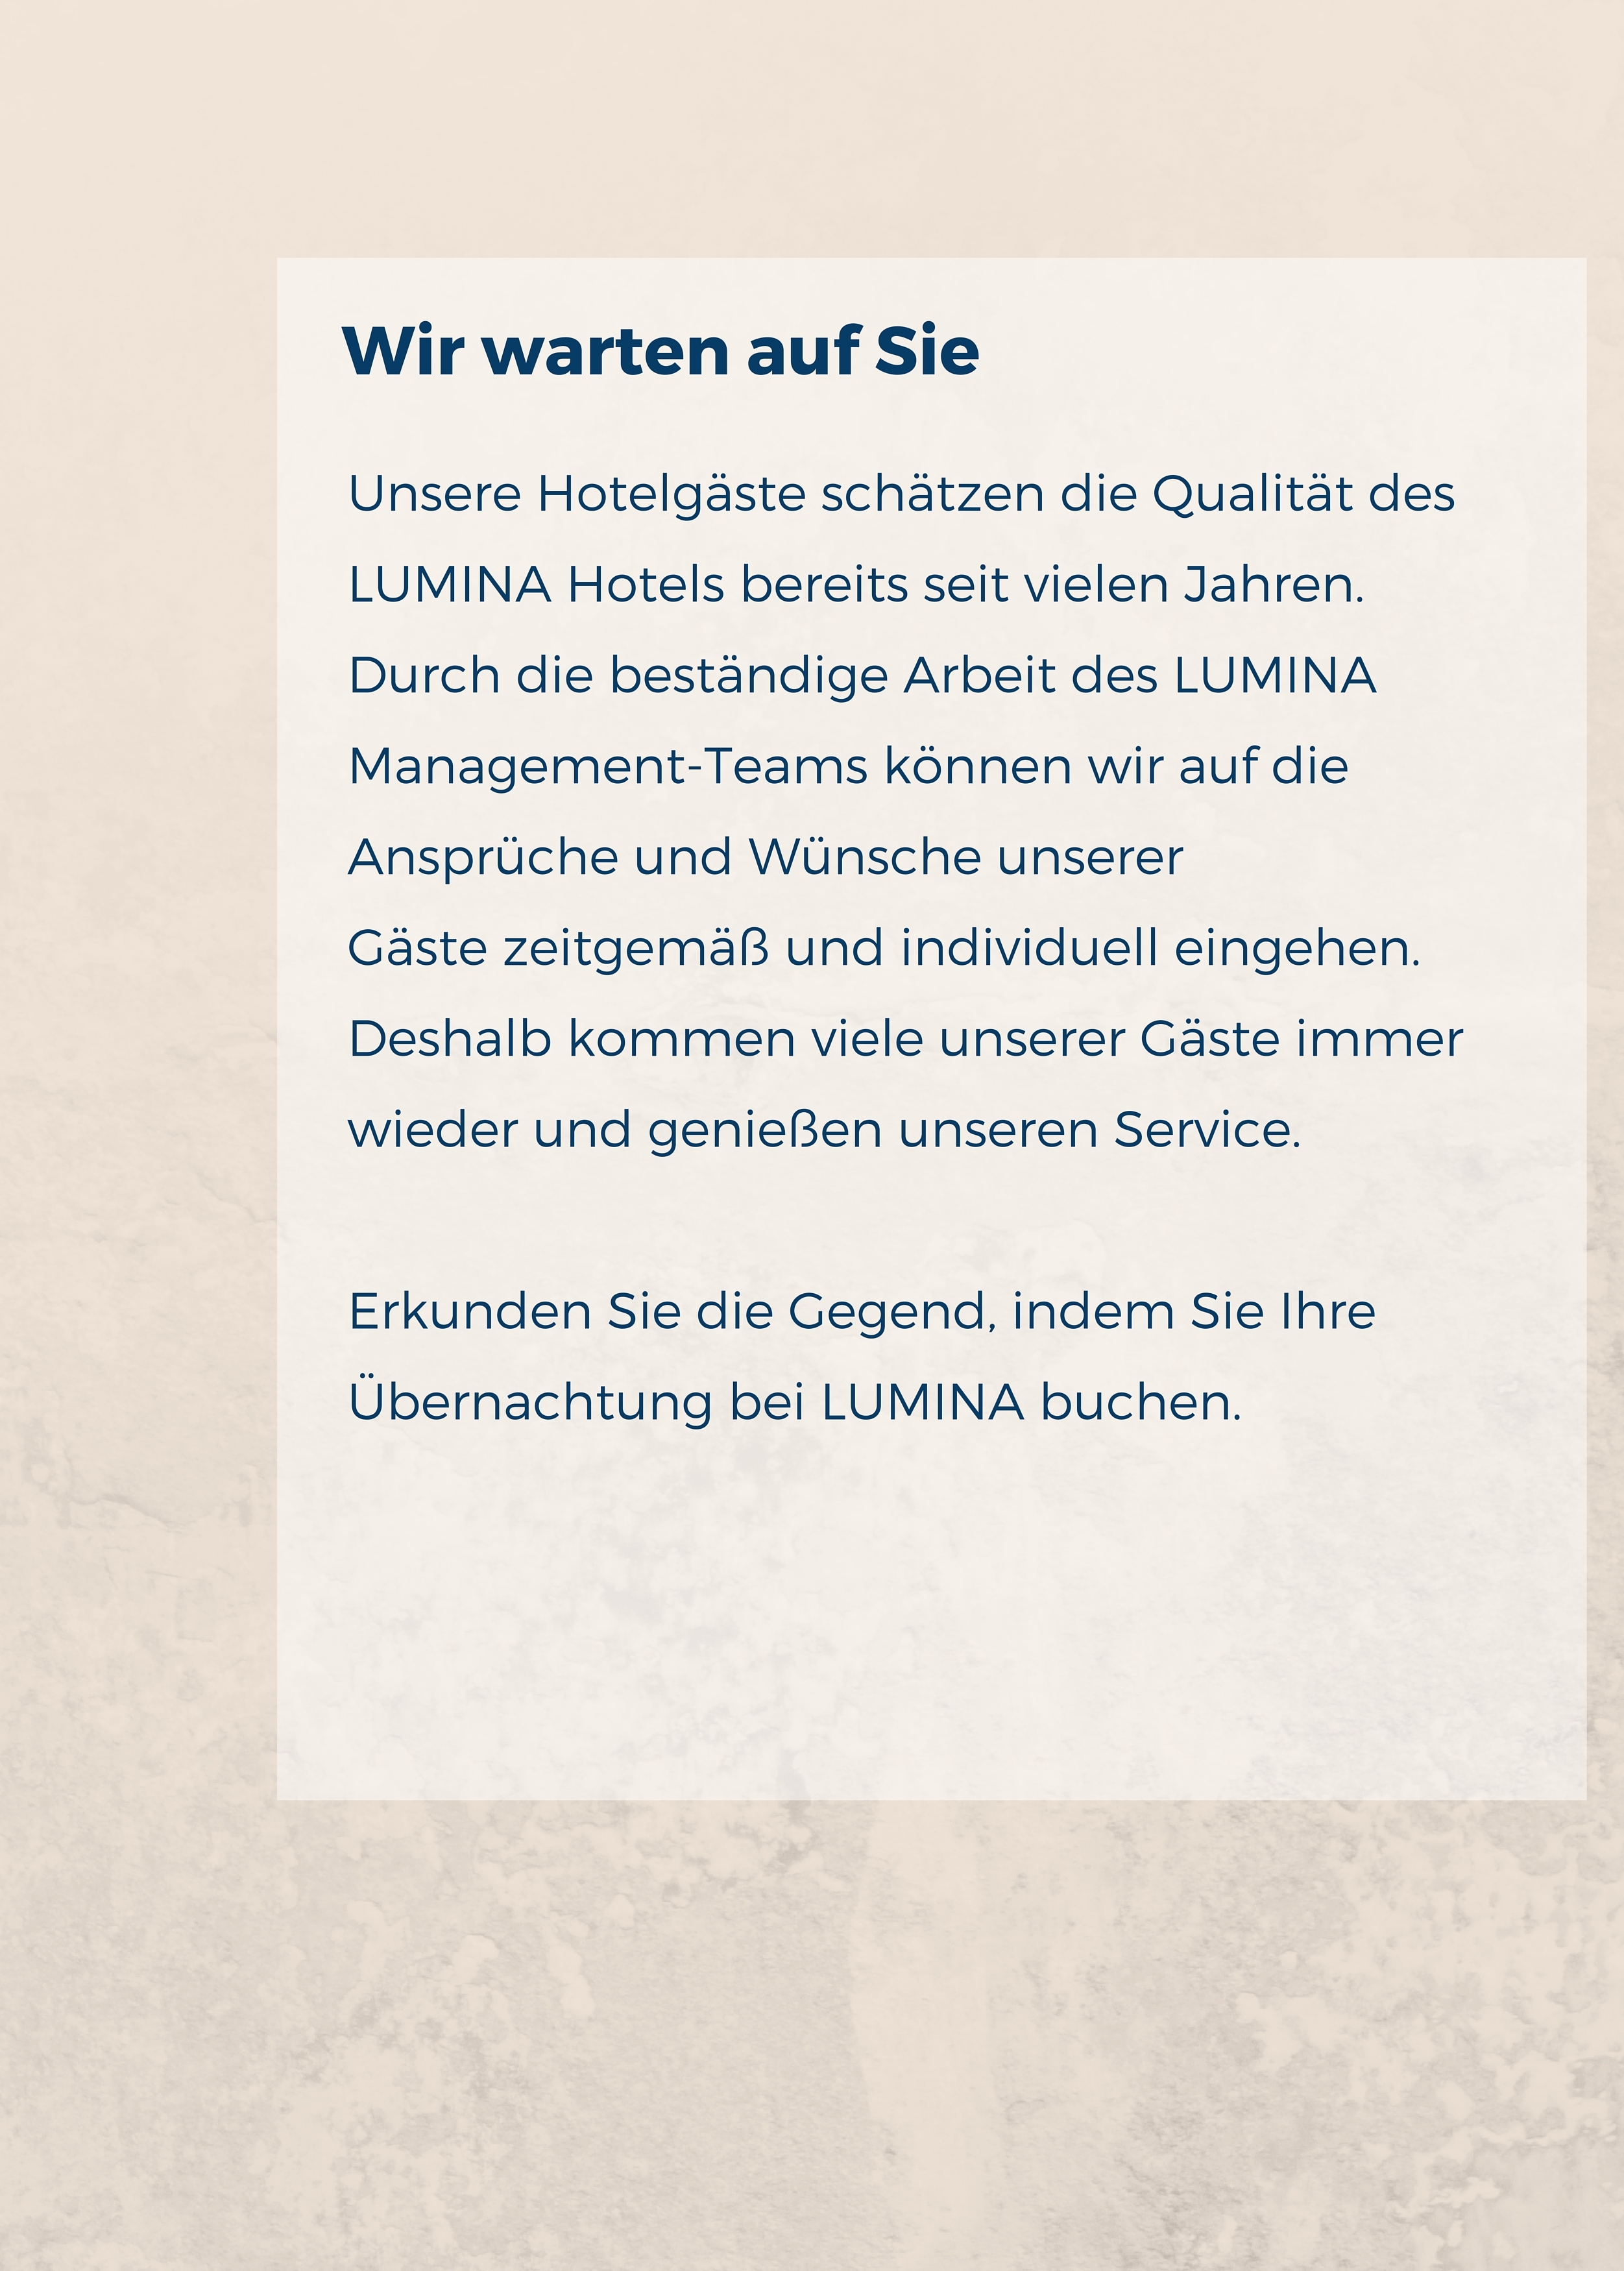 Wir warten auf Sie
Unsere Hotelgäste schätzen die Qualität des
LUMINA Hotels bereits seit vielen Jahren.
Durch die beständige Arbeit des LUMINA
Management-Teams können wir auf die
Ansprüche und Wünsche unserer
Gäste zeitgemäß und individuell eingehen.
Deshalb kommen viele unserer Gäste immer
wieder und genießen unseren Service.
Erkunden Sie die Gegend, indem Sie Ihre
Übernachtung bei LUMINA buchen.